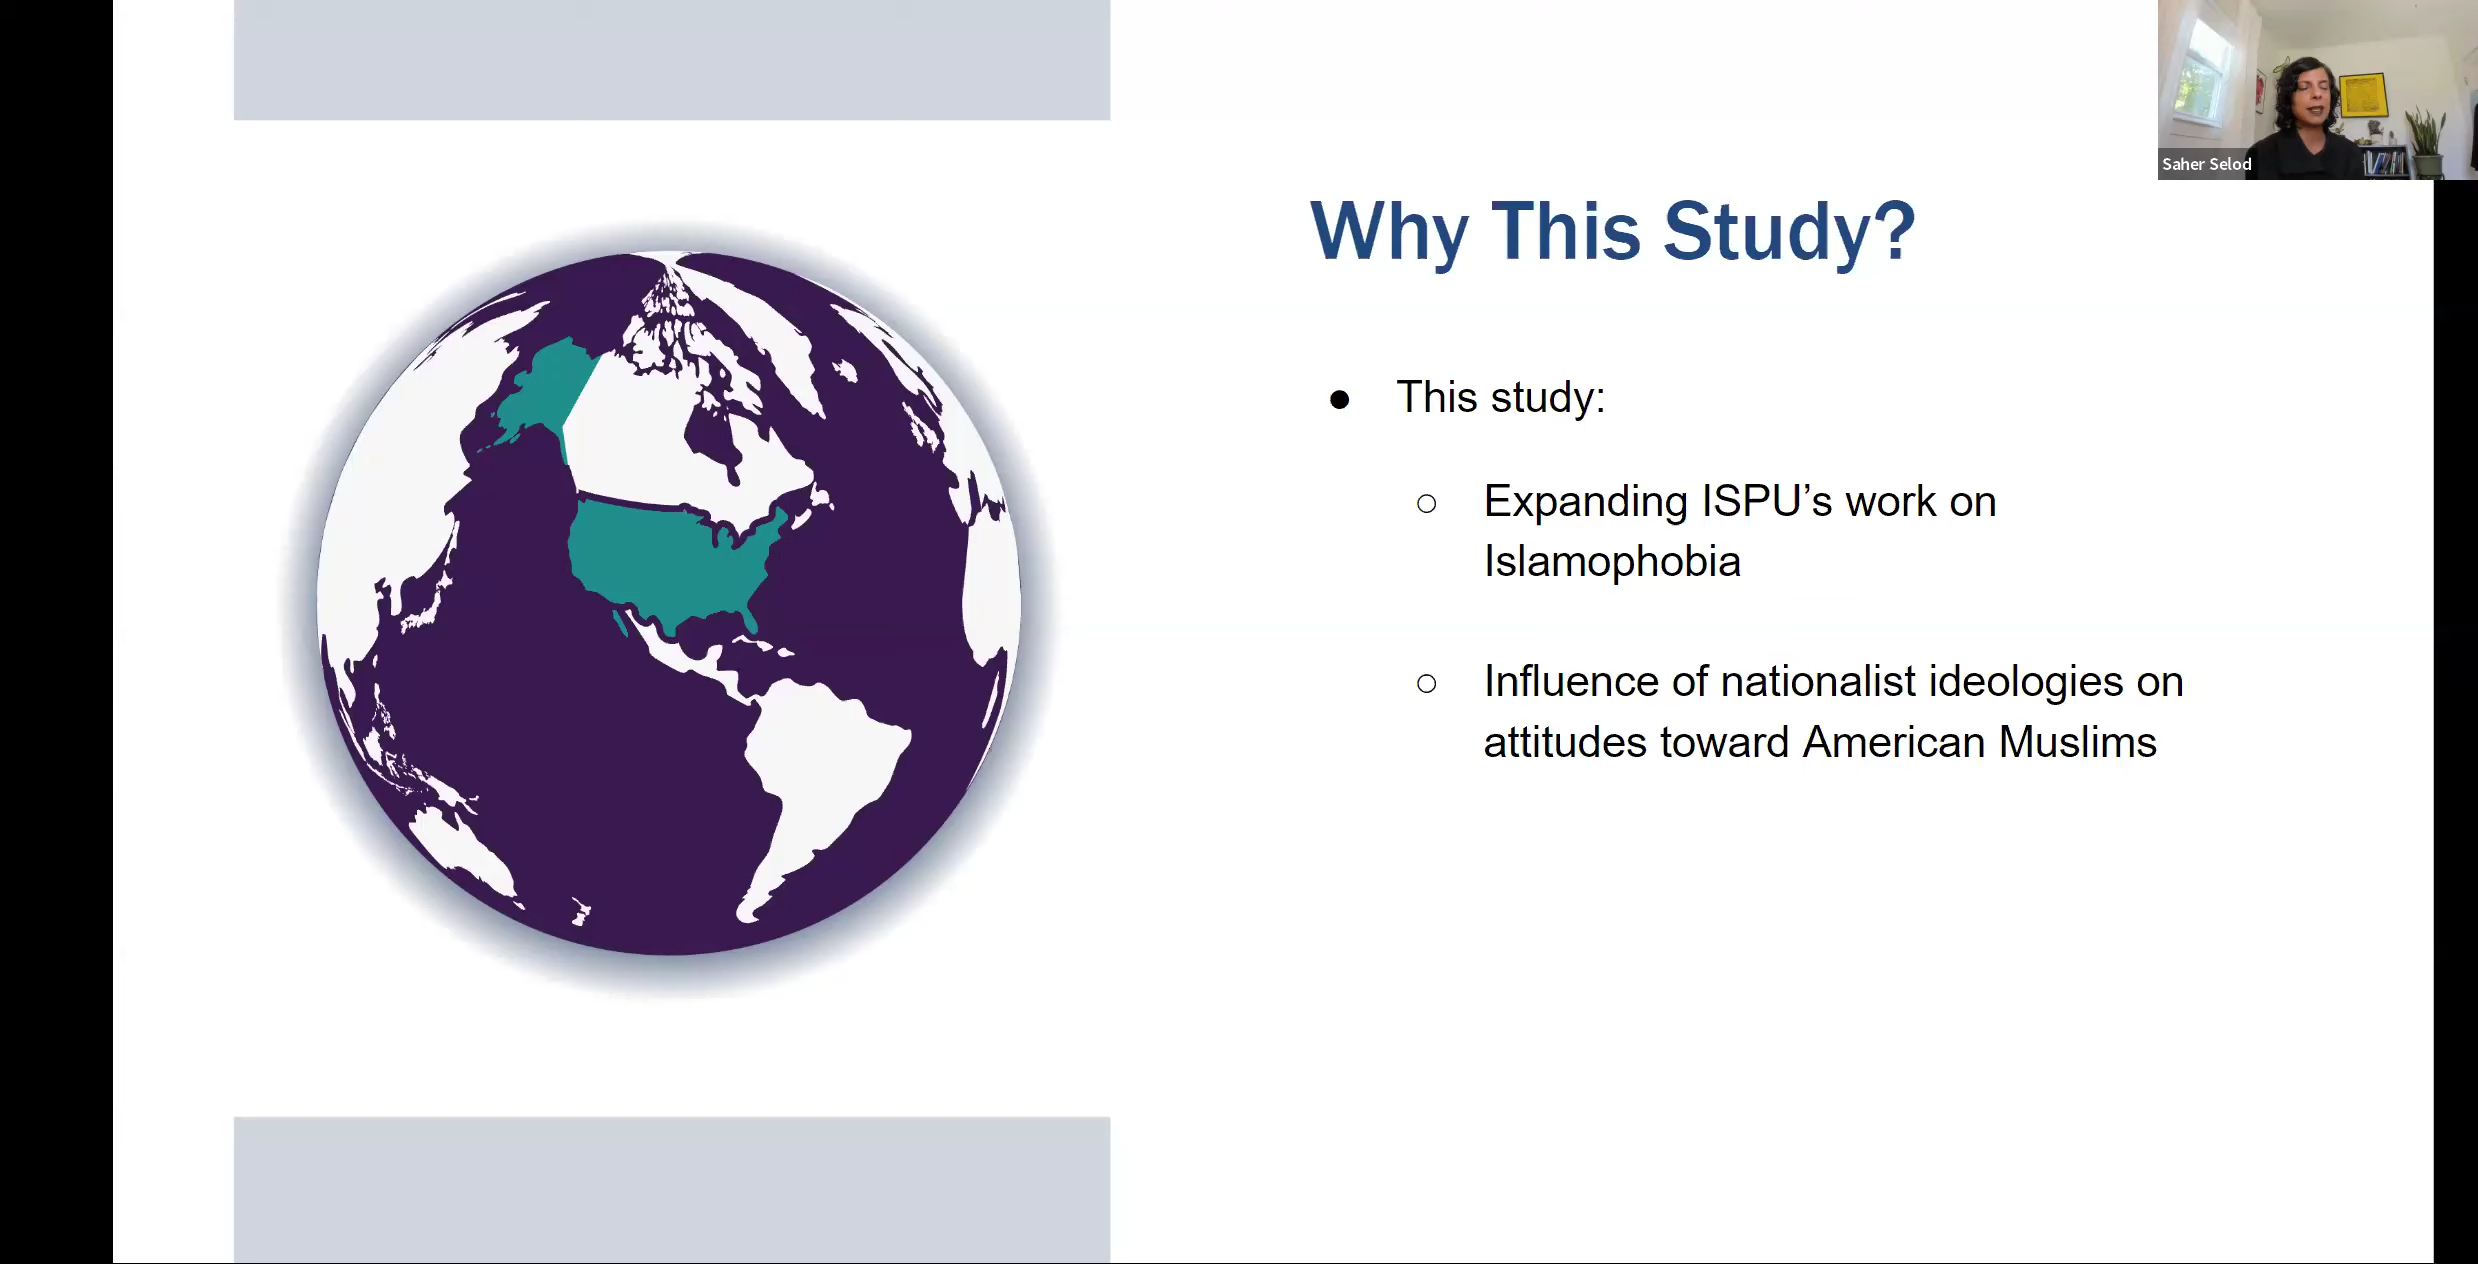 Saher Selod
Why This Study?
● This study:
○ Expanding ISPU’s work on
Islamophobia
○ Influence of nationalist ideologies on
attitudes toward American Muslims